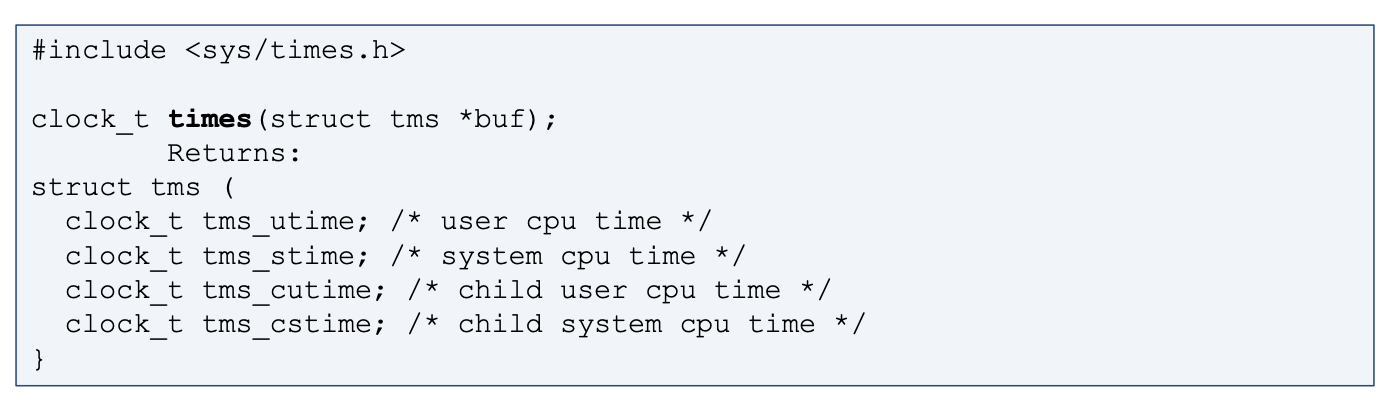 #include <sys/times.h>
clock_t times(struct tms *buf);
Returns:
struct tms (
clock_t tms_utime; /* user cpu time */
clock_t tms_stime; /* system cpu time */
clock_t tms_cutime; /* child user cpu time */
clock_t tms_cstime; /* child system cpu time */
}